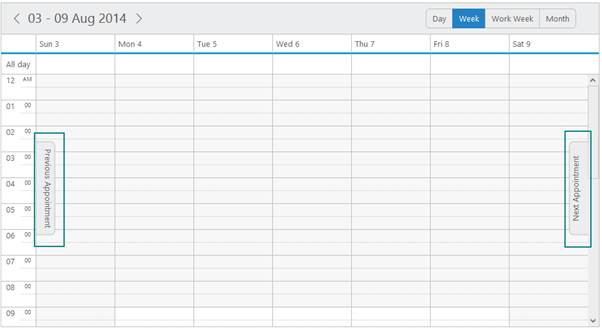 03 - 09 Aug 2014 Day Week Work Week Month
Sun 3 Mon 4 Tue 5 Wed 6 Thu 7 Fri 8 Sat 9
All day
12 AM
01 00
02 00
03 00
04 00
05 00
06 00
07 00
08 00
09 00
Previous Appointment
Next Appointment